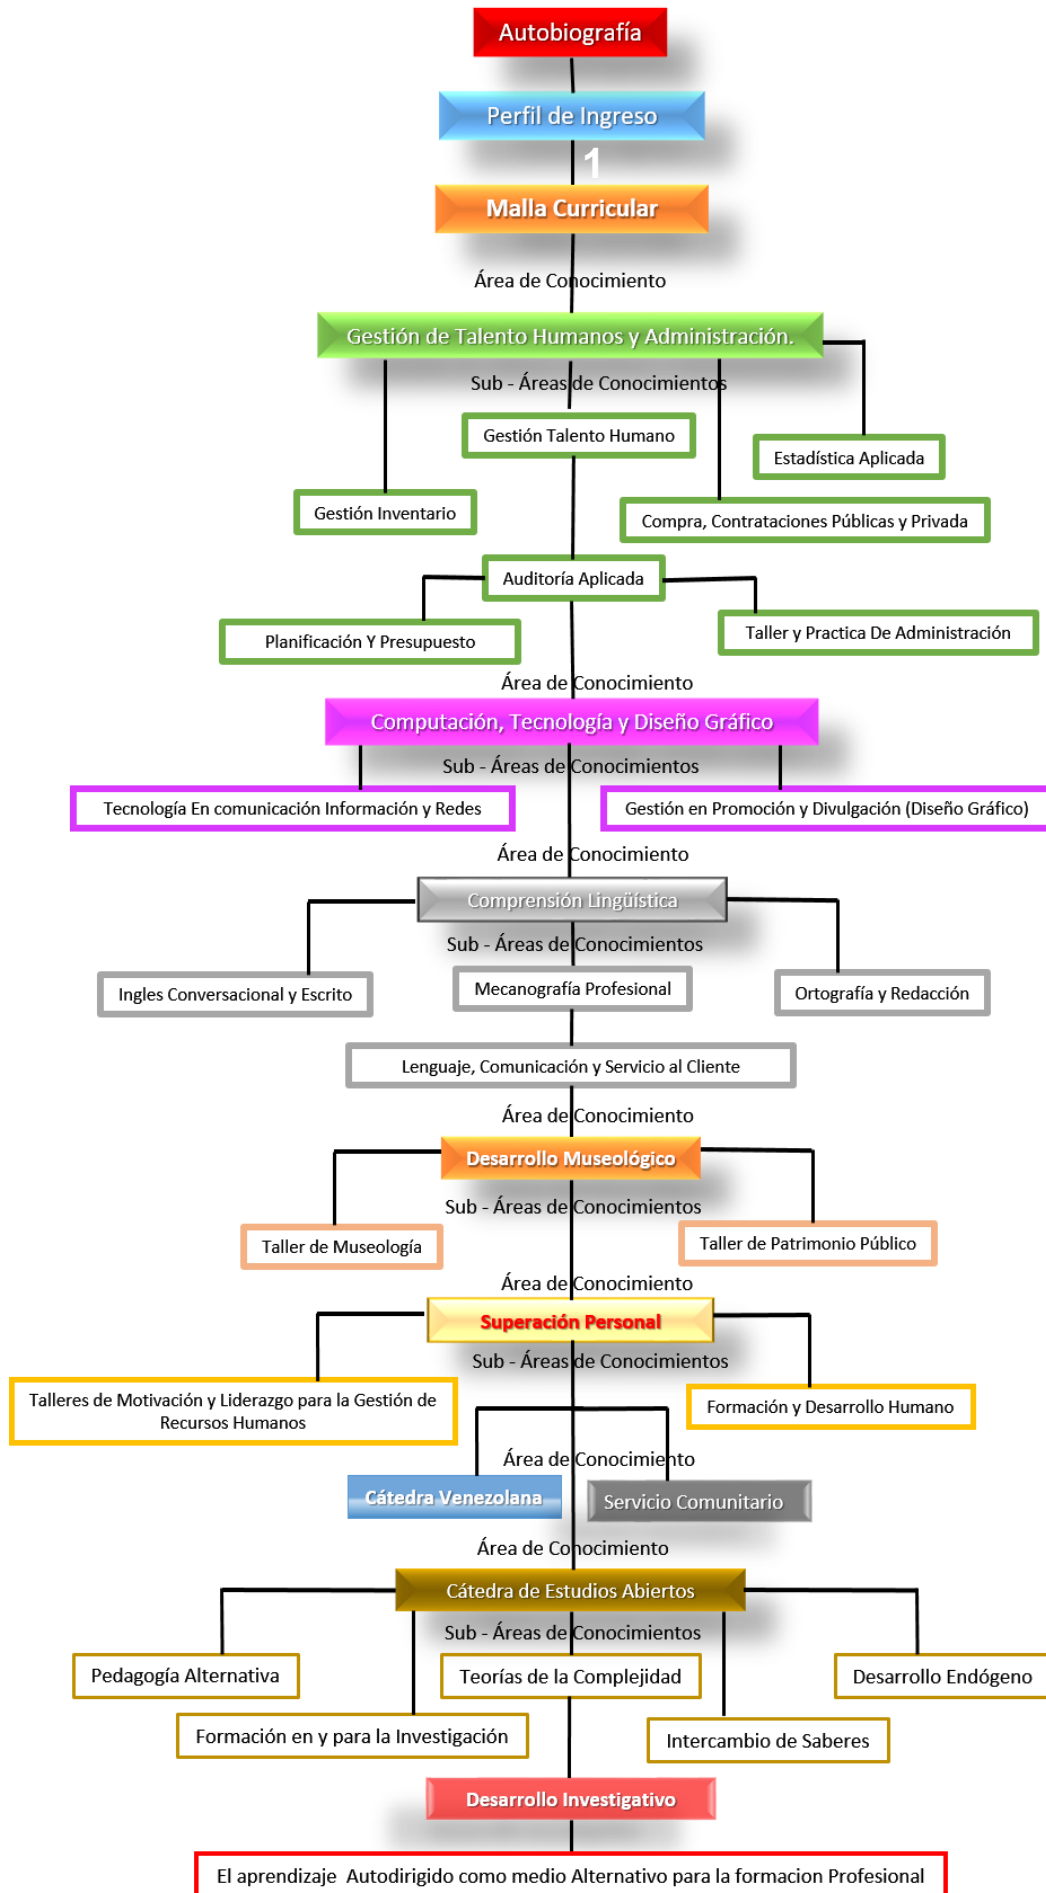 Autobiografía
Perfil de Ingreso
1
Malla Curricular
Área de Conocimiento
Gestión de Talento Humanos y Administración.
Sub - Áreas de Conocimientos
Gestión Talento Humano
Estadística Aplicada
Gestión Inventario
Compra, Contrataciones Públicas y Privada
Auditoría Aplicada
Planificación Y Presupuesto
Taller y Practica De Administración
Área de Conocimiento
Computación, Tecnología y Diseño Gráfico
Sub - Áreas de Conocimientos
Tecnología En comunicación Información y Redes
Gestión en Promoción y Divulgación (Diseño Gráfico)
Área de Conocimiento
Comprensión Lingüística
Sub - Áreas de Conocimientos
Ingles Conversacional y Escrito
Mecanografía Profesional
Ortografía y Redacción
Lenguaje, Comunicación y Servicio al Cliente
Área de Conocimiento
Desarrollo Museológico
Sub - Áreas de Conocimientos
Taller de Museología
Taller de Patrimonio Público
Área de Conocimiento
Superación Personal
Sub - Áreas de Conocimientos
Talleres de Motivación y Liderazgo para la Gestión de
Recursos Humanos
Formación y Desarrollo Humano
Área de Conocimiento
Cátedra Venezolana
Servicio Comunitario
Área de Conocimiento
Cátedra de Estudios Abiertos
Sub - Áreas de Conocimientos
Pedagogía Alternativa
Teorías de la Complejidad
Desarrollo Endógeno
Formación en y para la Investigación
Intercambio de Saberes
Desarrollo Investigativo
El aprendizaje  Autodirigido como medio Alternativo para la formacion Profesional